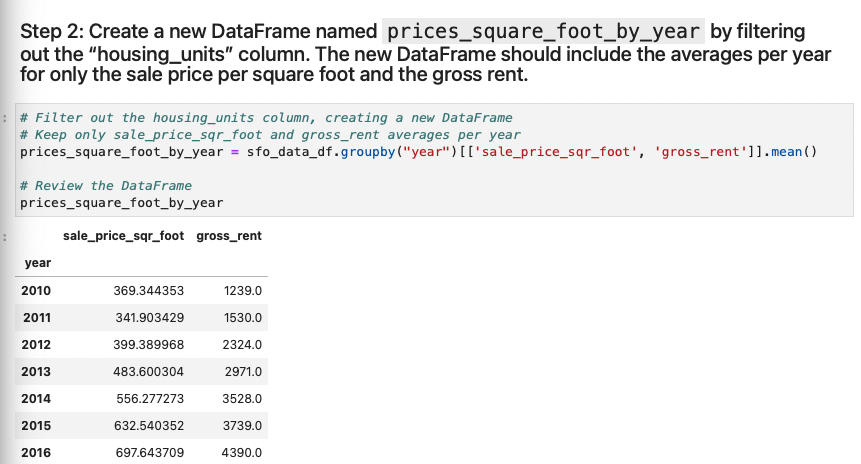 Step 2: Create a new DataFrame named prices_square_foot_by_year by filtering
out the “housing_units” column. The new DataFrame should include the averages per year
for only the sale price per square foot and the gross rent.
# Filter out the housing_units column, creating a new DataFrame
# Keep only sale_price_sqr_foot and gross_rent averages per year
prices_square_foot_by_year = sfo_data_df.groupby("year")[['sale_price_sqr_foot', 'gross_rent']].mean()
# Review the DataFrame
prices_square_foot_by_year
sale_price_sqr_foot gross_rent
year
2010 369.344353 1239.0
2011 341.903429 1530.0
2012 399.389968 2324.0
2013 483.600304 2971.0
2014 556.277273 3528.0
2015 632.540352 3739.0
2016 697.643709 4390.0